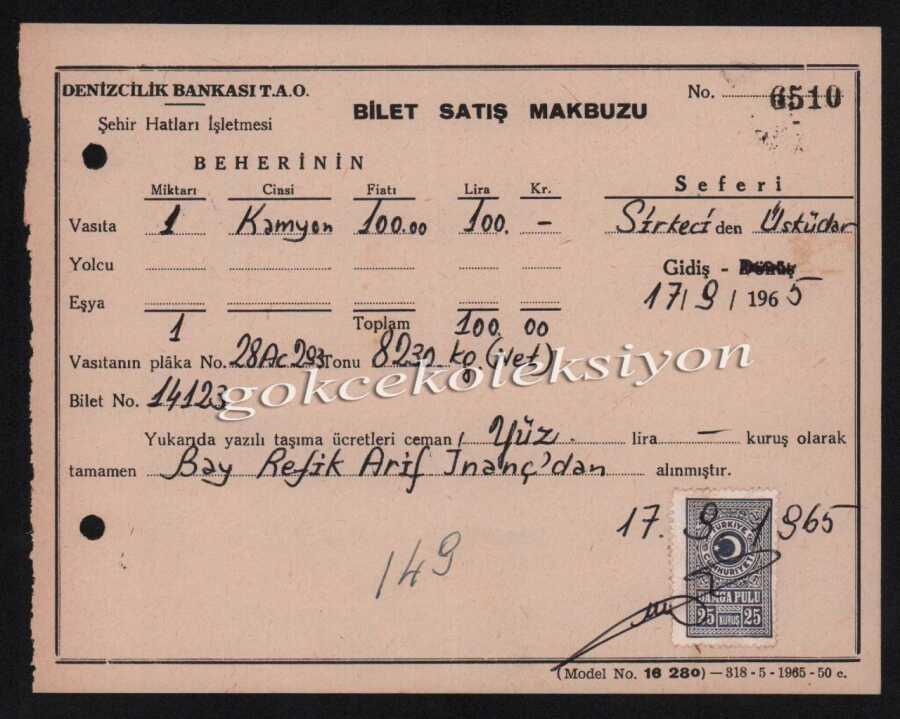 DENİZCİLİK BANKASI T.A.O.
Şehir Hatları İşletmesi
BİLET SATIŞ MAKBUZU
No. 6510
BEHERİNİN
Miktarı Cinsi Fiatı Lira Kr.
Seferi
Vasıta 1 Kamyon 100.00 100. –
Sirkeci den Üsküdar
Yolcu
Gidiş - Dönüş
Eşya
17/9/1965
1 Toplam 100. 00
Vasıtanın plâka No. 28Ac293 Tonu 8230 kg. (Net)
gokcekoleksiyon
Bilet No. 14123
Yukarıda yazılı taşıma ücretleri ceman / Yüz. lira — kuruş olarak
tamamen Bay Refik Arif İnanç'dan alınmıştır.
17.9.1965
149
TÜRKİYE CUMHURİYETİ
DAMGA PULU
25 KURUŞ 25
(Model No. 16 280) — 318 - 5 - 1965 - 50 c.